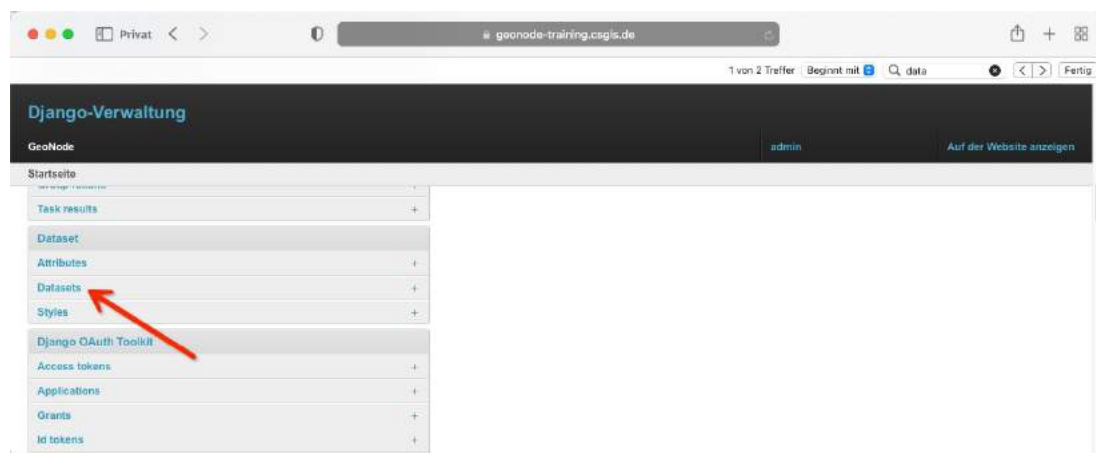 Privat
geonode-training.csgis.de
1 von 2 Treffer Beginnt mit data Fertig
Django-Verwaltung
GeoNode admin Auf der Website anzeigen
Startseite
Task results +
Dataset
Attributes +
Datasets +
Styles +
Django OAuth Toolkit
Access tokens +
Applications +
Grants +
Id tokens +